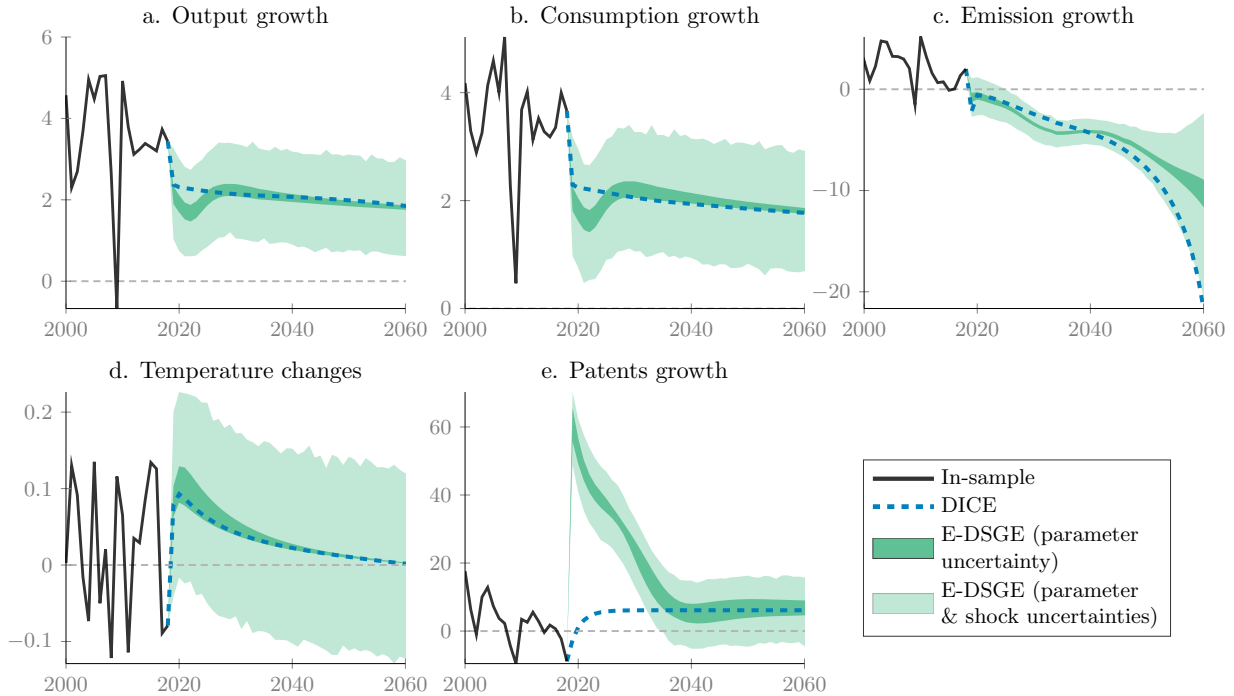 a. Output growth
6
4
2
0
2000 2020 2040 2060
b. Consumption growth
4
2
0
2000 2020 2040 2060
c. Emission growth
0
−10
−20
2000 2020 2040 2060
d. Temperature changes
0.2
0.1
0
−0.1
2000 2020 2040 2060
e. Patents growth
60
40
20
0
2000 2020 2040 2060
In-sample
DICE
E-DSGE (parameter
uncertainty)
E-DSGE (parameter
& shock uncertainties)